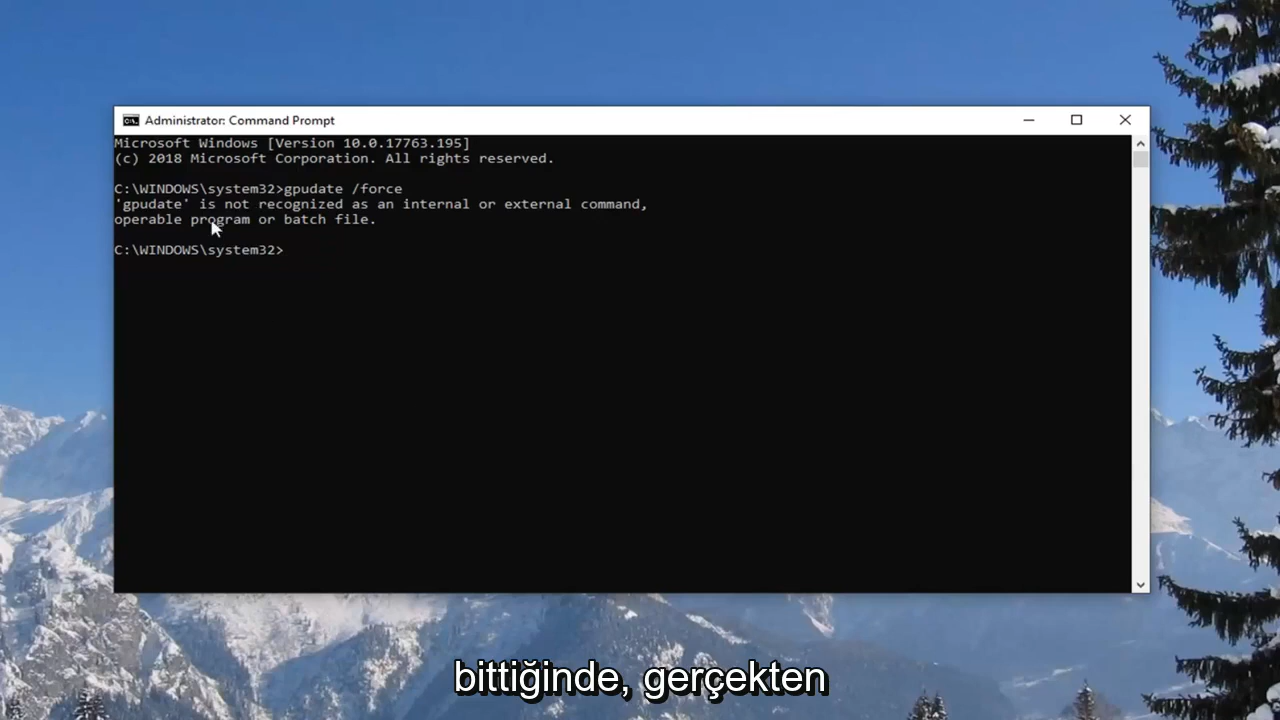 Administrator: Command Prompt
Microsoft Windows [Version 10.0.17763.195]
(c) 2018 Microsoft Corporation. All rights reserved.
C:\WINDOWS\system32>gpudate /force
'gpudate' is not recognized as an internal or external command,
operable program or batch file.
C:\WINDOWS\system32>
bittiğinde, gerçekten